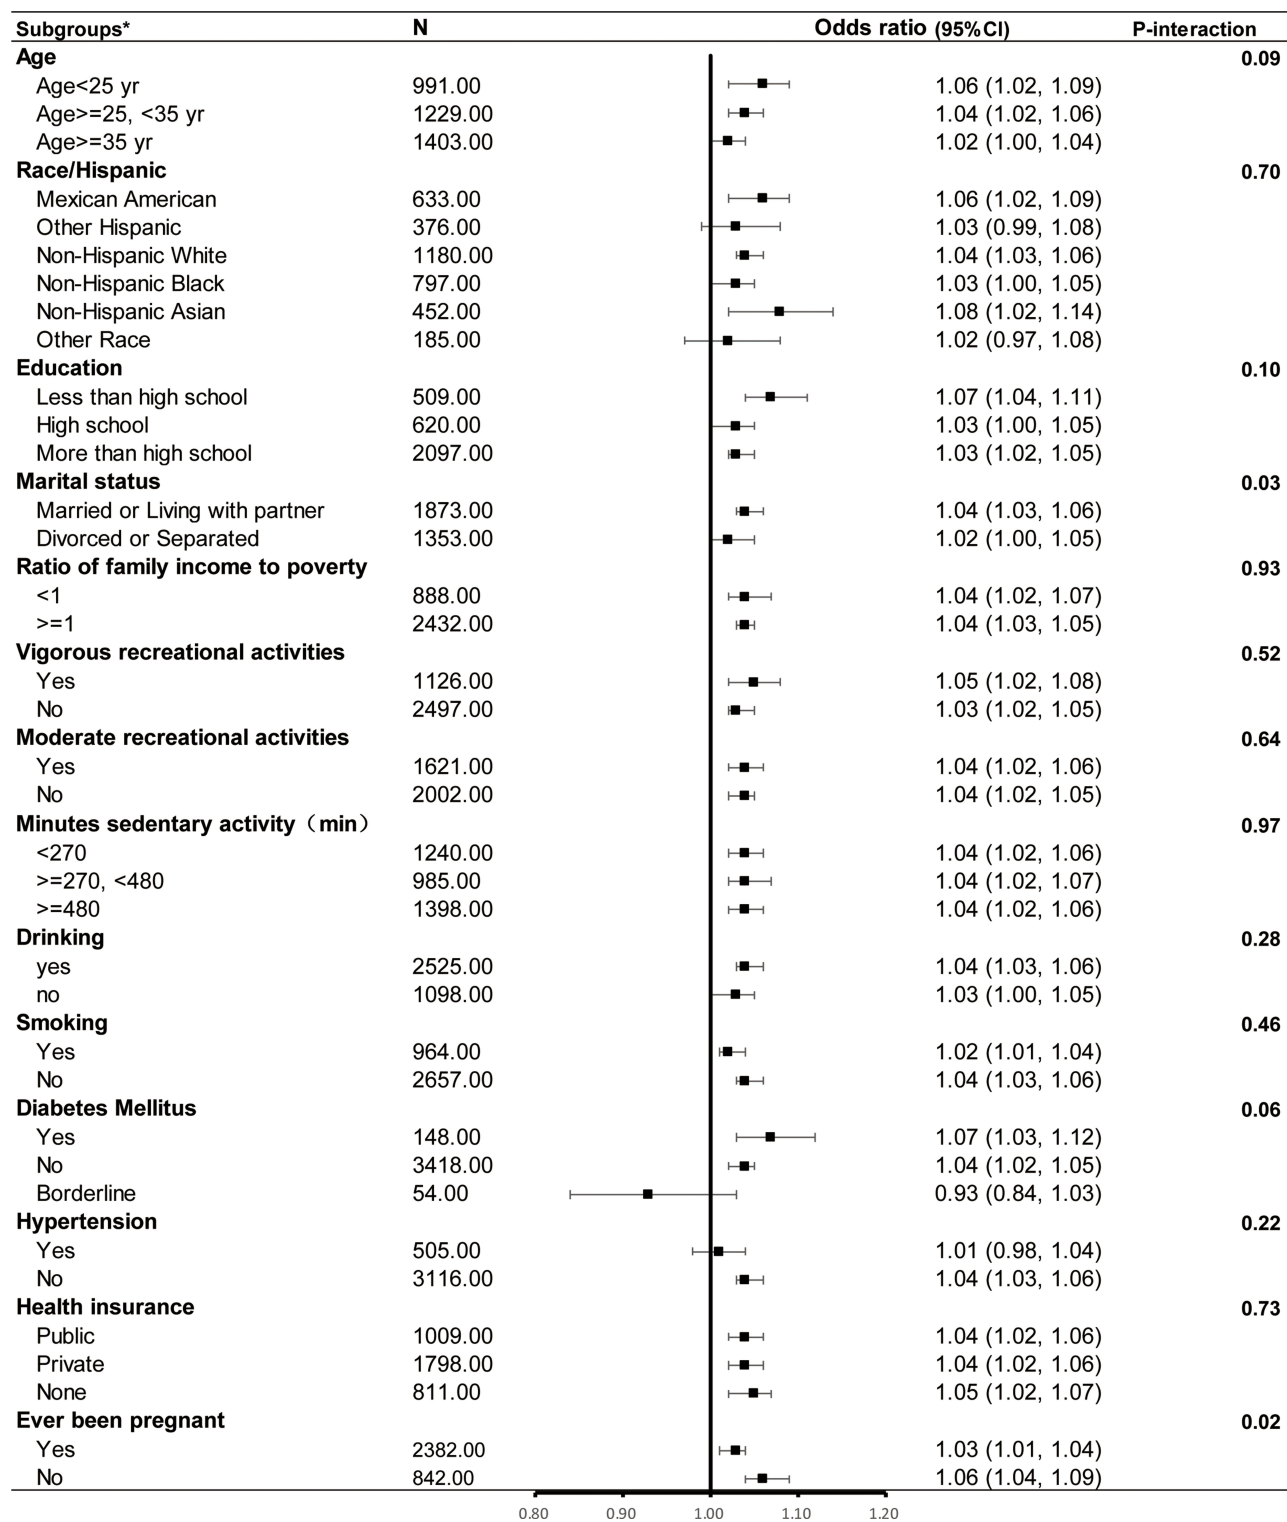 Subgroups* N Odds ratio (95%CI) P-interaction
Age 0.09
Age<25 yr 991.00 1.06 (1.02, 1.09)
Age>=25, <35 yr 1229.00 1.04 (1.02, 1.06)
Age>=35 yr 1403.00 1.02 (1.00, 1.04)
Race/Hispanic 0.70
Mexican American 633.00 1.06 (1.02, 1.09)
Other Hispanic 376.00 1.03 (0.99, 1.08)
Non-Hispanic White 1180.00 1.04 (1.03, 1.06)
Non-Hispanic Black 797.00 1.03 (1.00, 1.05)
Non-Hispanic Asian 452.00 1.08 (1.02, 1.14)
Other Race 185.00 1.02 (0.97, 1.08)
Education 0.10
Less than high school 509.00 1.07 (1.04, 1.11)
High school 620.00 1.03 (1.00, 1.05)
More than high school 2097.00 1.03 (1.02, 1.05)
Marital status 0.03
Married or Living with partner 1873.00 1.04 (1.03, 1.06)
Divorced or Separated 1353.00 1.02 (1.00, 1.05)
Ratio of family income to poverty 0.93
<1 888.00 1.04 (1.02, 1.07)
>=1 2432.00 1.04 (1.03, 1.05)
Vigorous recreational activities 0.52
Yes 1126.00 1.05 (1.02, 1.08)
No 2497.00 1.03 (1.02, 1.05)
Moderate recreational activities 0.64
Yes 1621.00 1.04 (1.02, 1.06)
No 2002.00 1.04 (1.02, 1.05)
Minutes sedentary activity（min） 0.97
<270 1240.00 1.04 (1.02, 1.06)
>=270, <480 985.00 1.04 (1.02, 1.07)
>=480 1398.00 1.04 (1.02, 1.06)
Drinking 0.28
yes 2525.00 1.04 (1.03, 1.06)
no 1098.00 1.03 (1.00, 1.05)
Smoking 0.46
Yes 964.00 1.02 (1.01, 1.04)
No 2657.00 1.04 (1.03, 1.06)
Diabetes Mellitus 0.06
Yes 148.00 1.07 (1.03, 1.12)
No 3418.00 1.04 (1.02, 1.05)
Borderline 54.00 0.93 (0.84, 1.03)
Hypertension 0.22
Yes 505.00 1.01 (0.98, 1.04)
No 3116.00 1.04 (1.03, 1.06)
Health insurance 0.73
Public 1009.00 1.04 (1.02, 1.06)
Private 1798.00 1.04 (1.02, 1.06)
None 811.00 1.05 (1.02, 1.07)
Ever been pregnant 0.02
Yes 2382.00 1.03 (1.01, 1.04)
No 842.00 1.06 (1.04, 1.09)
0.80 0.90 1.00 1.10 1.20